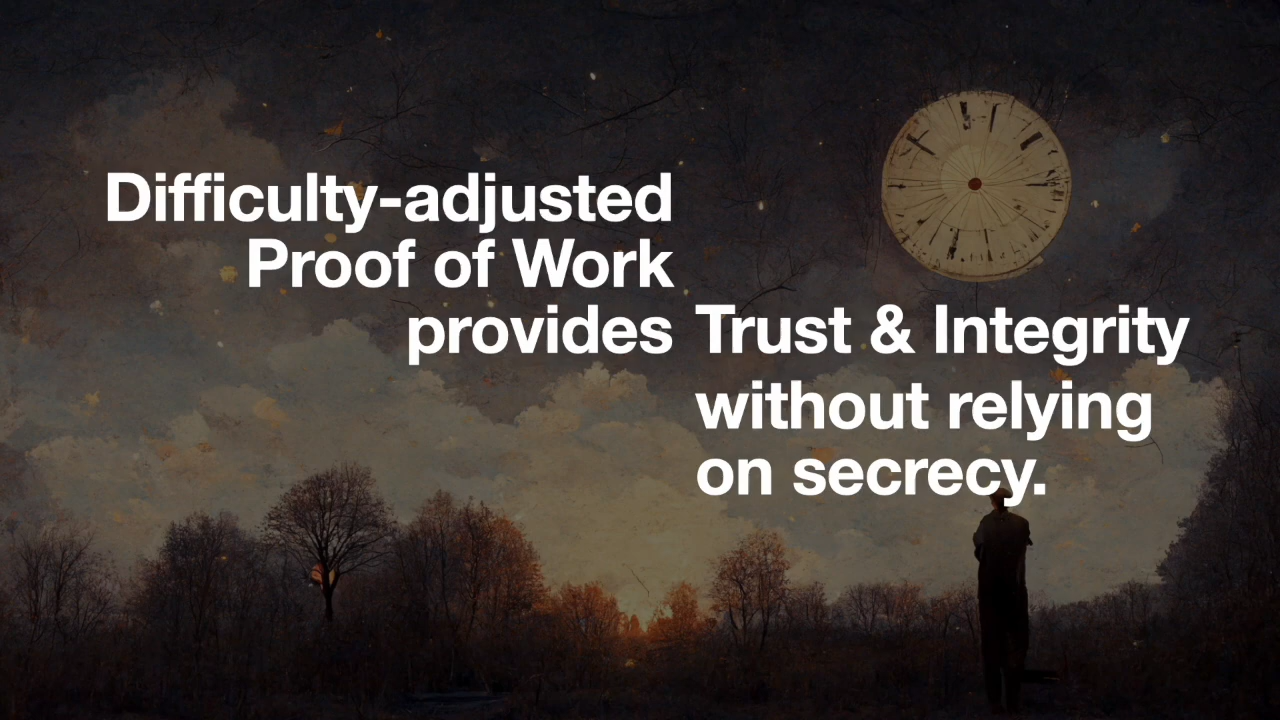 Difficulty-adjusted
Proof of Work
provides Trust & Integrity
without relying
on secrecy.